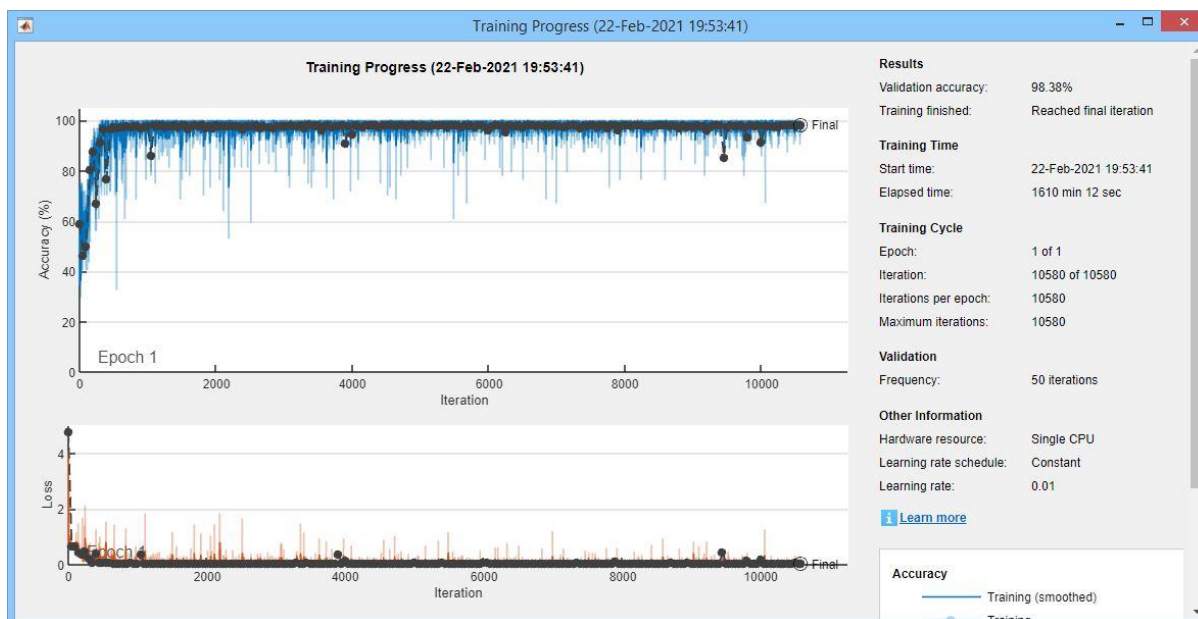 Training Progress (22-Feb-2021 19:53:41)
Training Progress (22-Feb-2021 19:53:41)
100
80
60
40
20
0
Accuracy (%)
Final
Epoch 1
0 2000 4000 6000 8000 10000
Iteration
4
2
0
Loss
Epoch 1
Final
0 2000 4000 6000 8000 10000
Iteration
Results
Validation accuracy: 98.38%
Training finished: Reached final iteration
Training Time
Start time: 22-Feb-2021 19:53:41
Elapsed time: 1610 min 12 sec
Training Cycle
Epoch: 1 of 1
Iteration: 10580 of 10580
Iterations per epoch: 10580
Maximum iterations: 10580
Validation
Frequency: 50 iterations
Other Information
Hardware resource: Single CPU
Learning rate schedule: Constant
Learning rate: 0.01
i Learn more
Accuracy
Training (smoothed)
Training